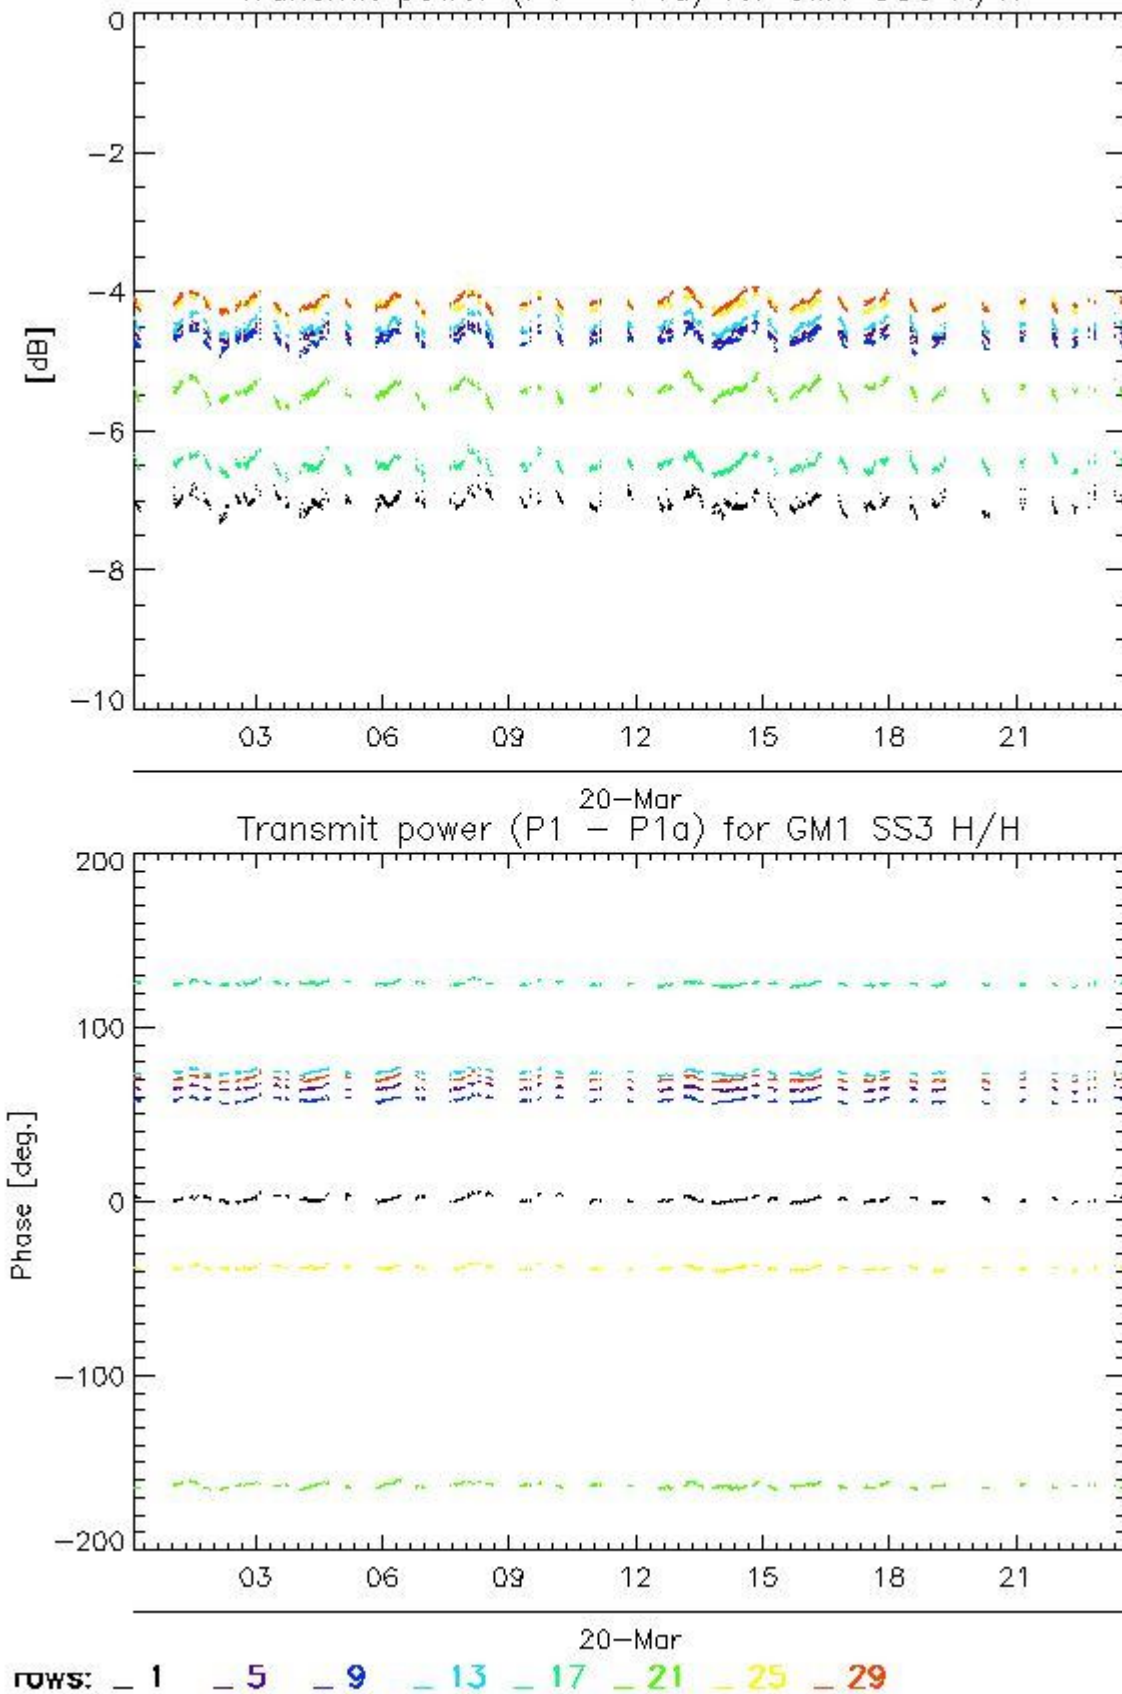 0
-2
-4
[dB]
-6
-8
-10
03 06 09 12 15 18 21
20-Mar
Transmit power (P1 - P1a) for GM1 SS3 H/H
200
100
Phase [deg.]
0
-100
-200
03 06 09 12 15 18 21
20-Mar
rows: _ 1 _ 5 _ 9 _ 13 _ 17 _ 21 _ 25 _ 29